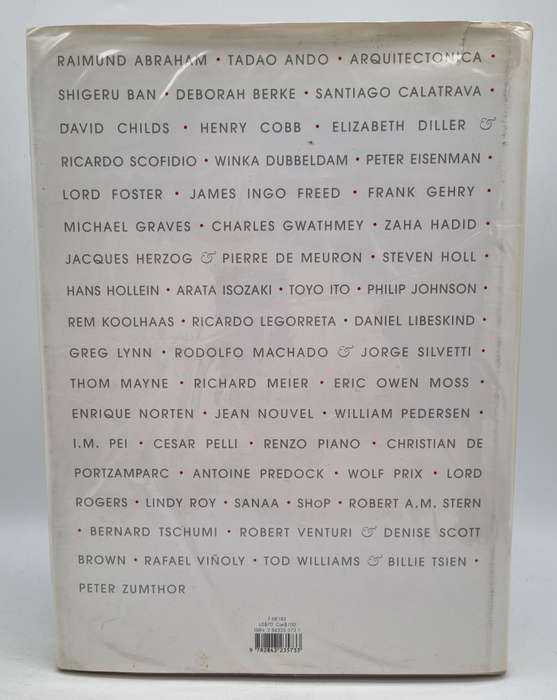 RAIMUND ABRAHAM • TADAO ANDO • ARQUITECTONICA •
SHIGERU BAN • DEBORAH BERKE • SANTIAGO CALATRAVA •
DAVID CHILDS • HENRY COBB • ELIZABETH DILLER &
RICARDO SCOFIDIO • WINKA DUBBELDAM • PETER EISENMAN •
LORD FOSTER • JAMES INGO FREED • FRANK GEHRY •
MICHAEL GRAVES • CHARLES GWATHMEY • ZAHA HADID •
JACQUES HERZOG & PIERRE DE MEURON • STEVEN HOLL •
HANS HOLLEIN • ARATA ISOZAKI • TOYO ITO • PHILIP JOHNSON •
REM KOOLHAAS • RICARDO LEGORRETA • DANIEL LIBESKIND •
GREG LYNN • RODOLFO MACHADO & JORGE SILVETTI •
THOM MAYNE • RICHARD MEIER • ERIC OWEN MOSS •
ENRIQUE NORTEN • JEAN NOUVEL • WILLIAM PEDERSEN •
I.M. PEI • CESAR PELLI • RENZO PIANO • CHRISTIAN DE
PORTZAMPARC • ANTOINE PREDOCK • WOLF PRIX • LORD
ROGERS • LINDY ROY • SANAA • SHoP • ROBERT A.M. STERN
• BERNARD TSCHUMI • ROBERT VENTURI & DENISE SCOTT
BROWN • RAFAEL VIÑOLY • TOD WILLIAMS & BILLIE TSIEN •
PETER ZUMTHOR
9 782843 235733